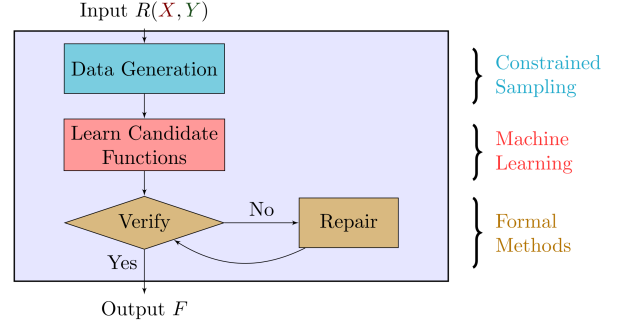 Input R(X, Y)
Data Generation
Constrained
Sampling
Learn Candidate
Functions
Machine
Learning
Verify
No
Repair
Formal
Methods
Yes
Output F